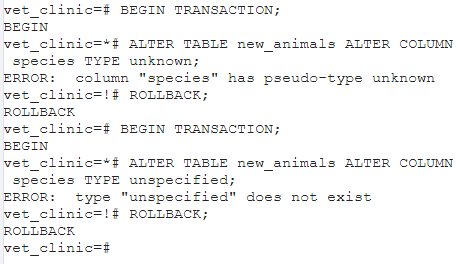 vet_clinic=# BEGIN TRANSACTION;
BEGIN
vet_clinic=*# ALTER TABLE new_animals ALTER COLUMN
 species TYPE unknown;
ERROR:  column "species" has pseudo-type unknown
vet_clinic=!# ROLLBACK;
ROLLBACK
vet_clinic=# BEGIN TRANSACTION;
BEGIN
vet_clinic=*# ALTER TABLE new_animals ALTER COLUMN
 species TYPE unspecified;
ERROR:  type "unspecified" does not exist
vet_clinic=!# ROLLBACK;
ROLLBACK
vet_clinic=#